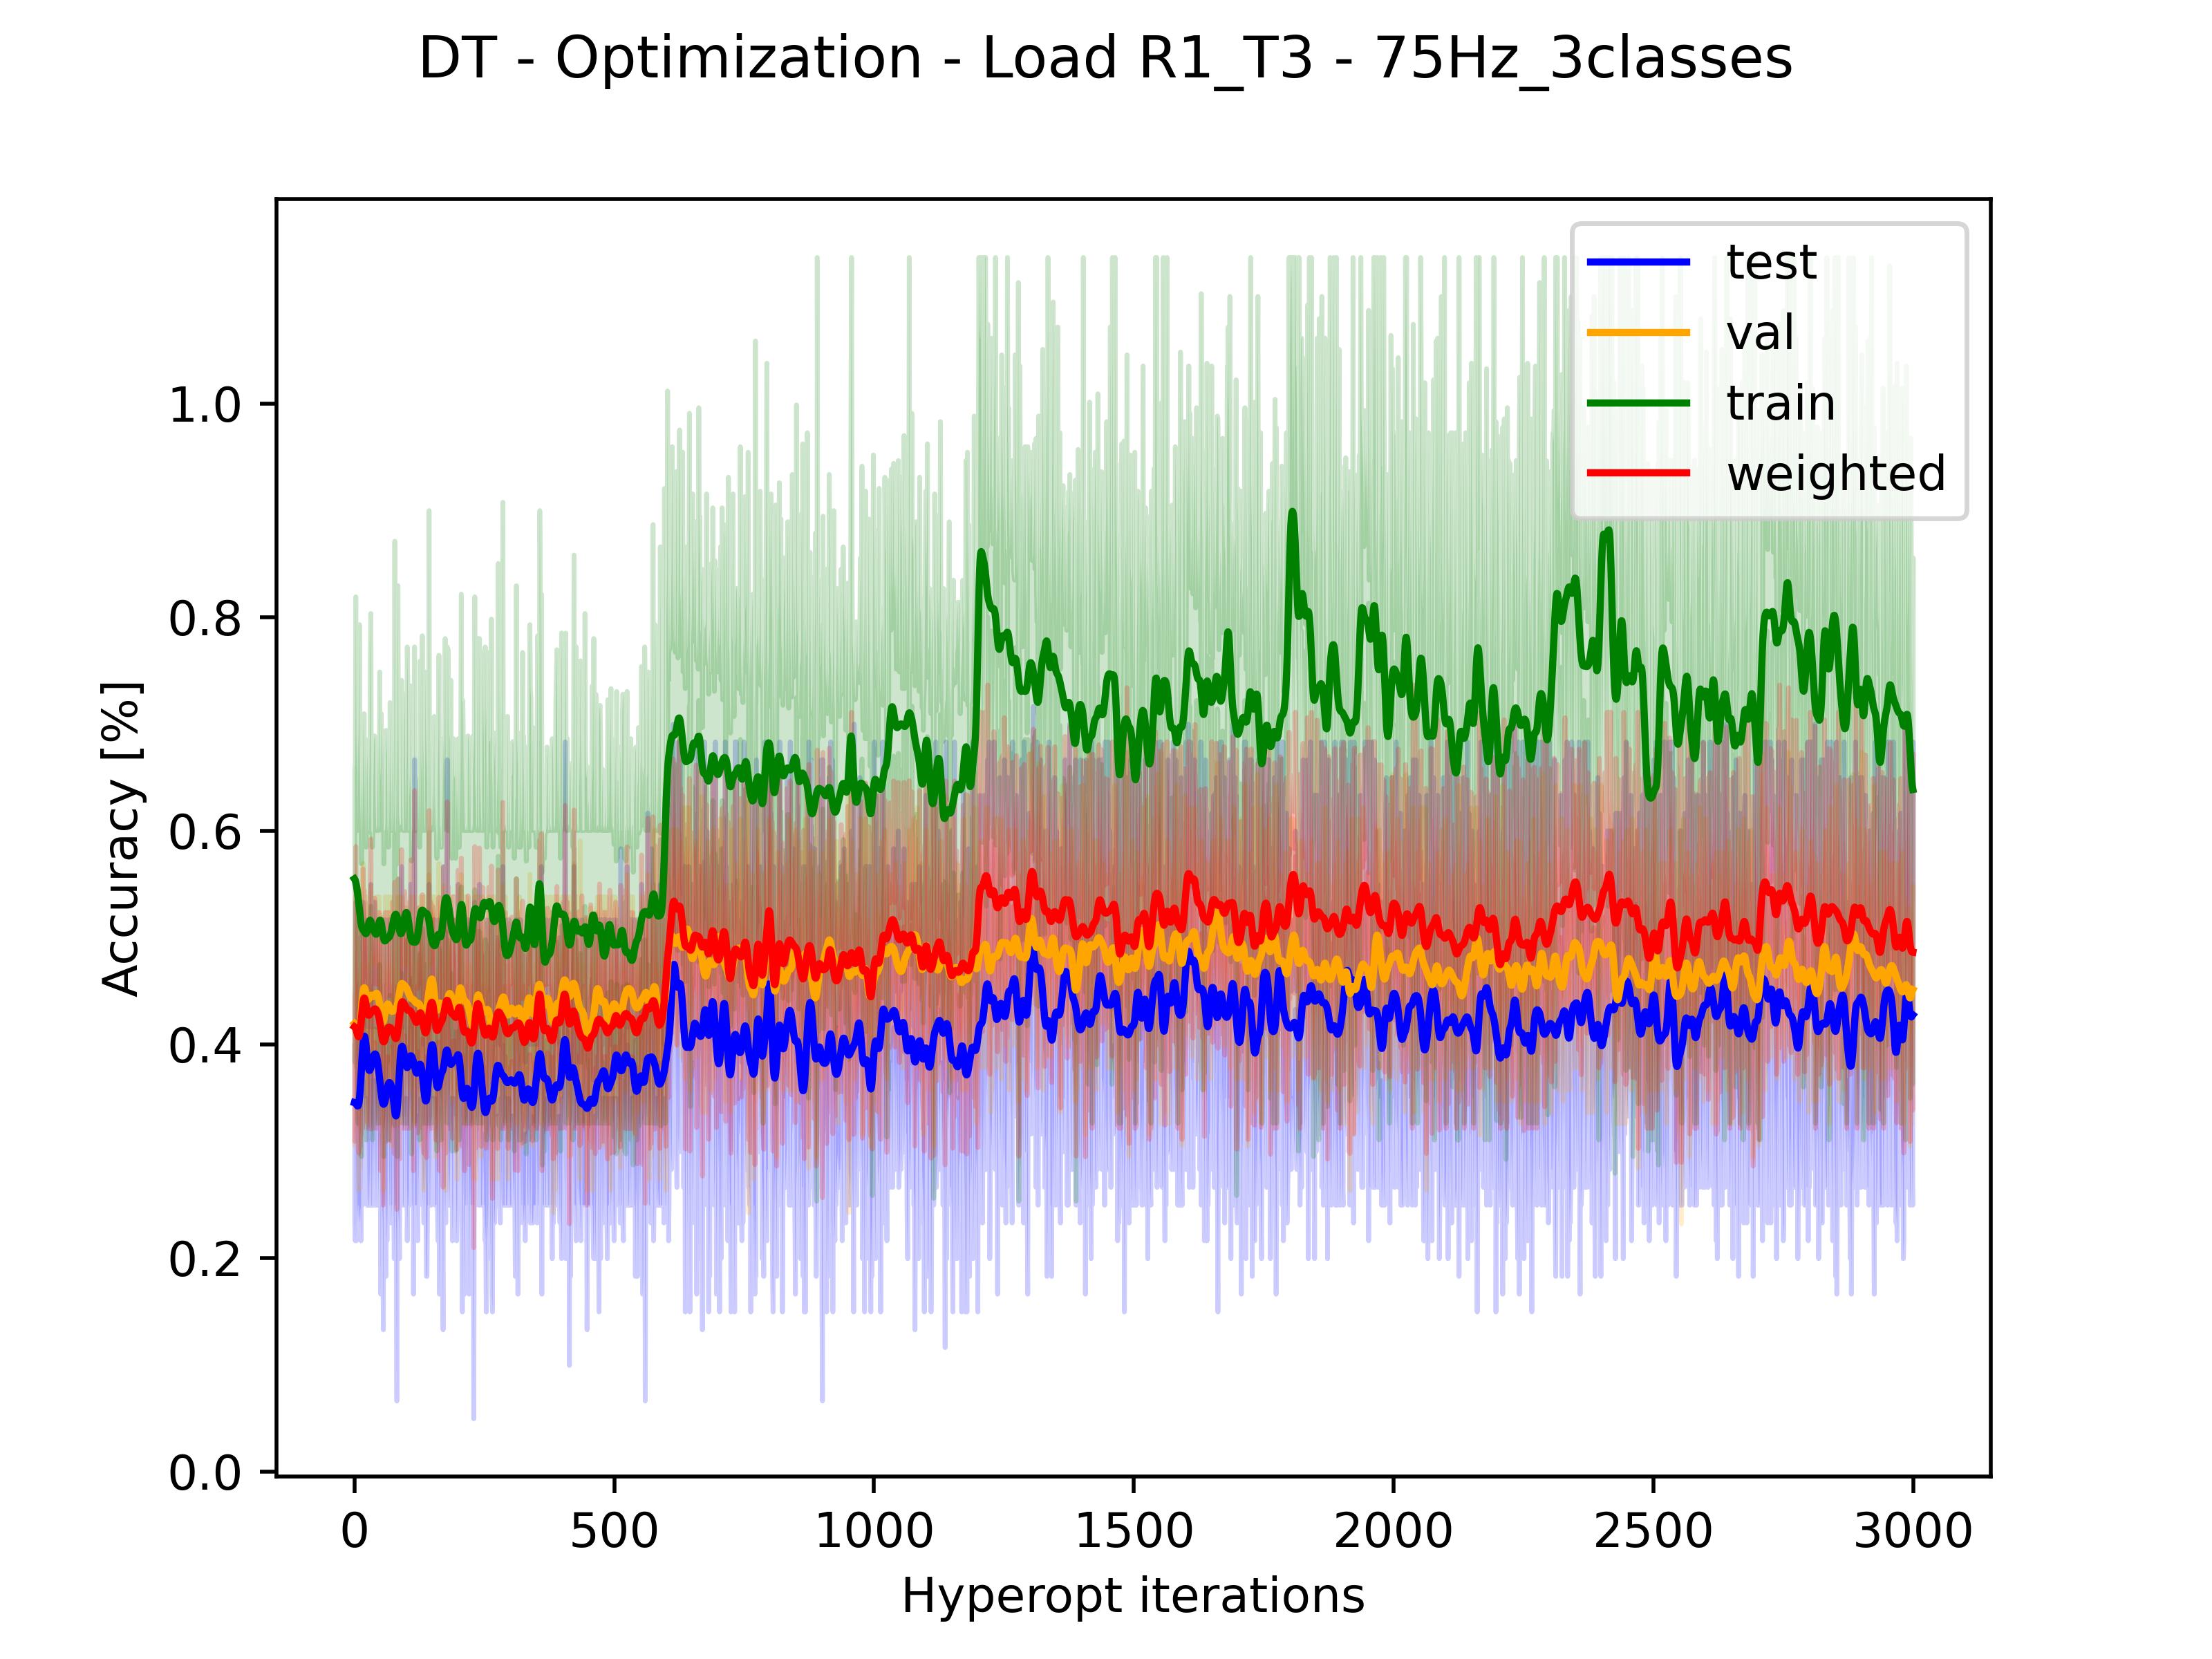 DT - Optimization - Load R1_T3 - 75Hz_3classes
test
val
train
weighted
Accuracy [%]
1.0
0.8
0.6
0.4
0.2
0.0
0 500 1000 1500 2000 2500 3000
Hyperopt iterations